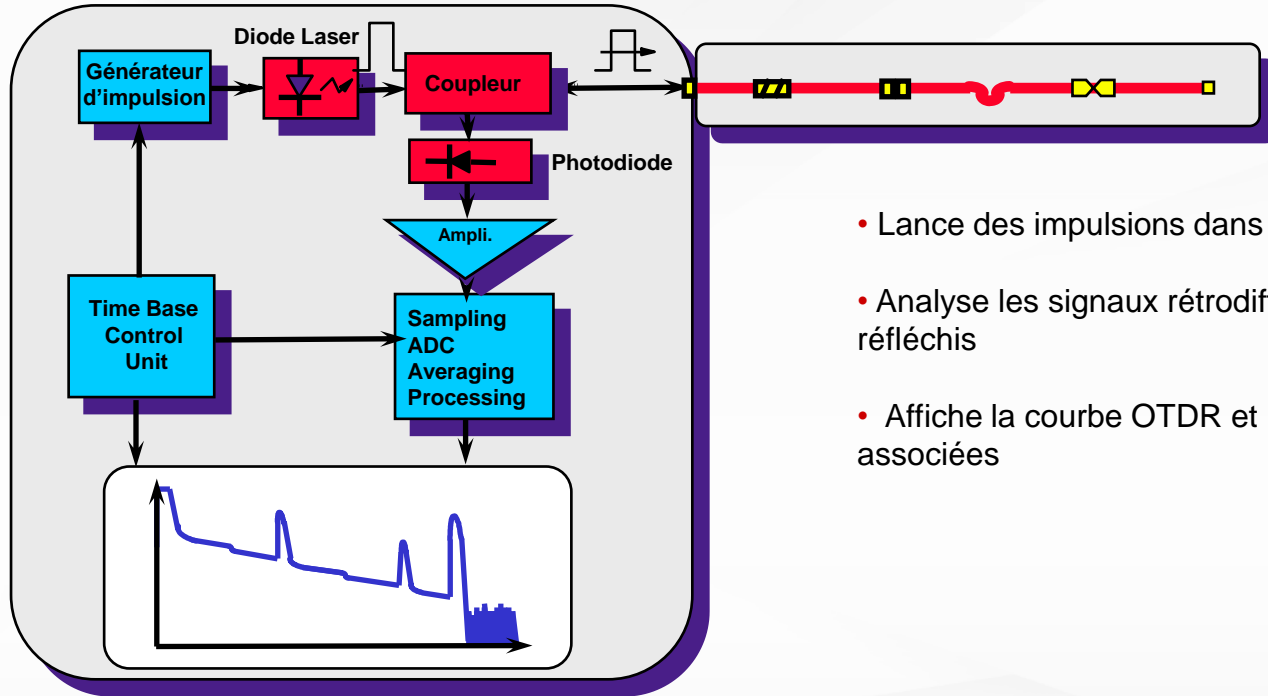 Diode Laser
Générateur
d'impulsion
Coupleur
Photodiode
Ampli.
Time Base
Control
Unit
Sampling
ADC
Averaging
Processing
• Lance des impulsions dans
• Analyse les signaux
réfléchis
• Affiche la courbe OTDR et
associées